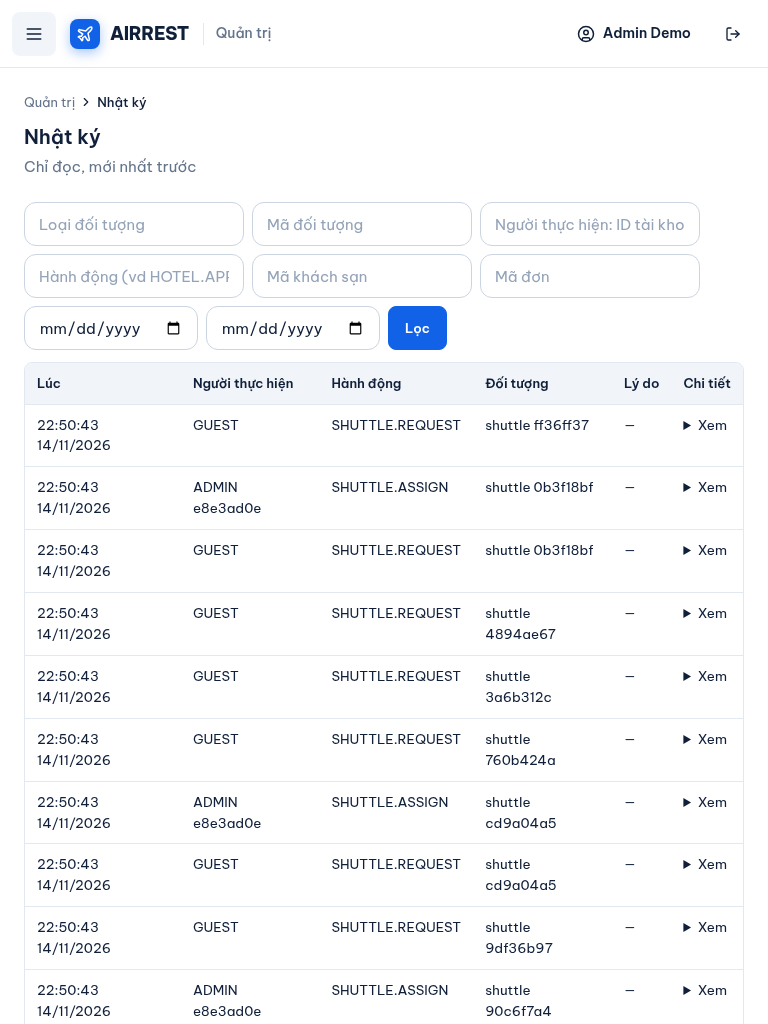 AIRREST
Quản trị
Admin Demo
Quản trị > Nhật ký
Nhật ký
Chỉ đọc, mới nhất trước
Loại đối tượng
Mã đối tượng
Người thực hiện: ID tài kho
Hành động (vd HOTEL.APF
Mã khách sạn
Mã đơn
mm/dd/yyyy
mm/dd/yyyy
Lọc
Lúc Người thực hiện Hành động Đối tượng Lý do Chi tiết
22:50:43 GUEST SHUTTLE.REQUEST shuttle ff36ff37 — Xem
14/11/2026
22:50:43 ADMIN SHUTTLE.ASSIGN shuttle 0b3f18bf — Xem
14/11/2026 e8e3ad0e
22:50:43 GUEST SHUTTLE.REQUEST shuttle 0b3f18bf — Xem
14/11/2026
22:50:43 GUEST SHUTTLE.REQUEST shuttle — Xem
14/11/2026 4894ae67
22:50:43 GUEST SHUTTLE.REQUEST shuttle — Xem
14/11/2026 3a6b312c
22:50:43 GUEST SHUTTLE.REQUEST shuttle — Xem
14/11/2026 760b424a
22:50:43 ADMIN SHUTTLE.ASSIGN shuttle — Xem
14/11/2026 e8e3ad0e cd9a04a5
22:50:43 GUEST SHUTTLE.REQUEST shuttle — Xem
14/11/2026 cd9a04a5
22:50:43 GUEST SHUTTLE.REQUEST shuttle — Xem
14/11/2026 9df36b97
22:50:43 ADMIN SHUTTLE.ASSIGN shuttle — Xem
14/11/2026 e8e3ad0e 90c6f7a4